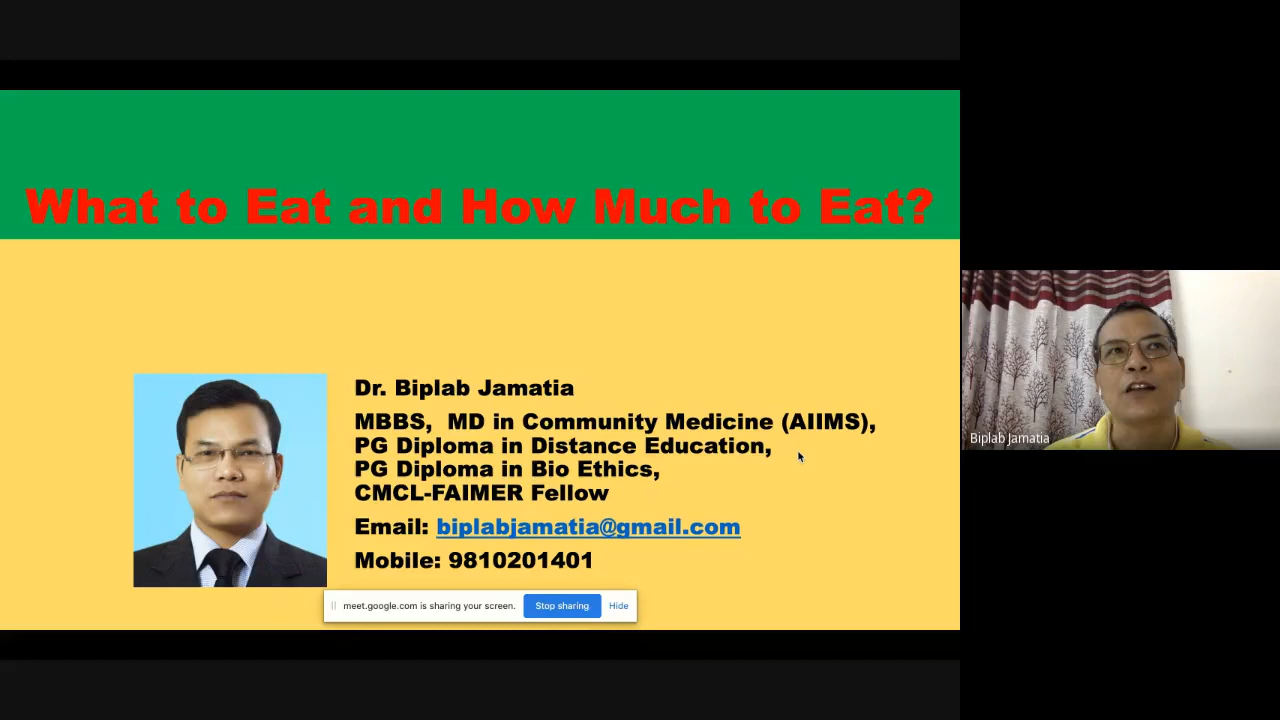 What to Eat and How Much to Eat?
Dr. Biplab Jamatia
MBBS, MD in Community Medicine (AIIMS),
PG Diploma in Distance Education,
PG Diploma in Bio Ethics,
CMCL-FAIMER Fellow
Email: biplabjamatia@gmail.com
Mobile: 9810201401
meet.google.com is sharing your screen. Stop sharing Hide
Biplab Jamatia